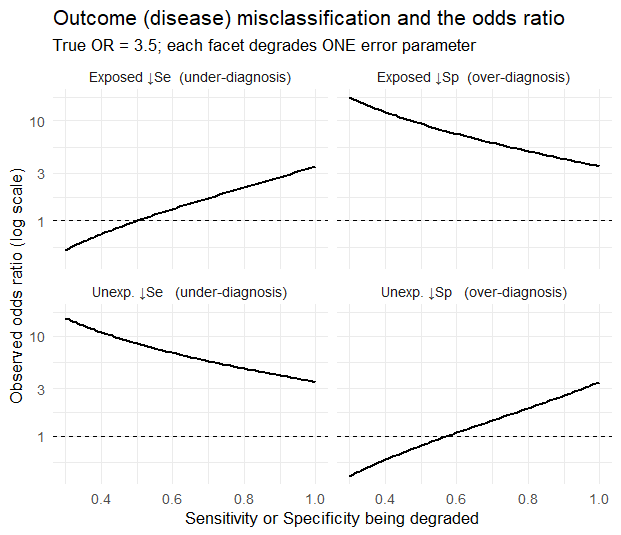 Outcome (disease) misclassification and the odds ratio
True OR = 3.5; each facet degrades ONE error parameter
Exposed ↓Se (under-diagnosis)
Exposed ↓Sp (over-diagnosis)
10
3
1
Unexp. ↓Se (under-diagnosis)
Unexp. ↓Sp (over-diagnosis)
10
3
1
Observed odds ratio (log scale)
0.4 0.6 0.8 1.0
0.4 0.6 0.8 1.0
Sensitivity or Specificity being degraded